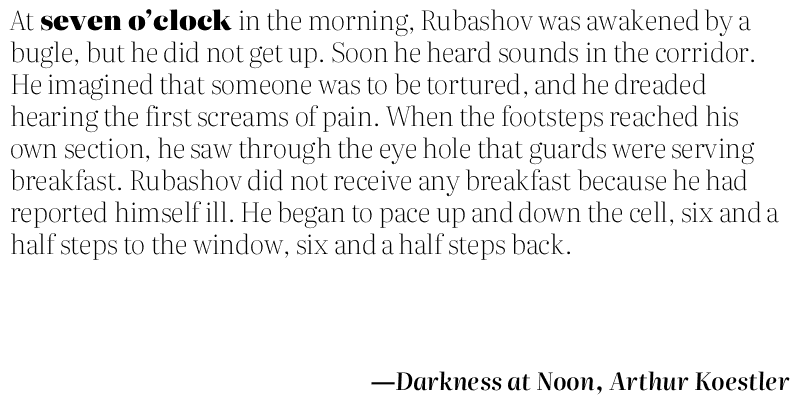 At seven o’clock in the morning, Rubashov was awakened by a
bugle, but he did not get up. Soon he heard sounds in the corridor.
He imagined that someone was to be tortured, and he dreaded
hearing the first screams of pain. When the footsteps reached his
own section, he saw through the eye hole that guards were serving
breakfast. Rubashov did not receive any breakfast because he had
reported himself ill. He began to pace up and down the cell, six and a
half steps to the window, six and a half steps back.
—Darkness at Noon, Arthur Koestler